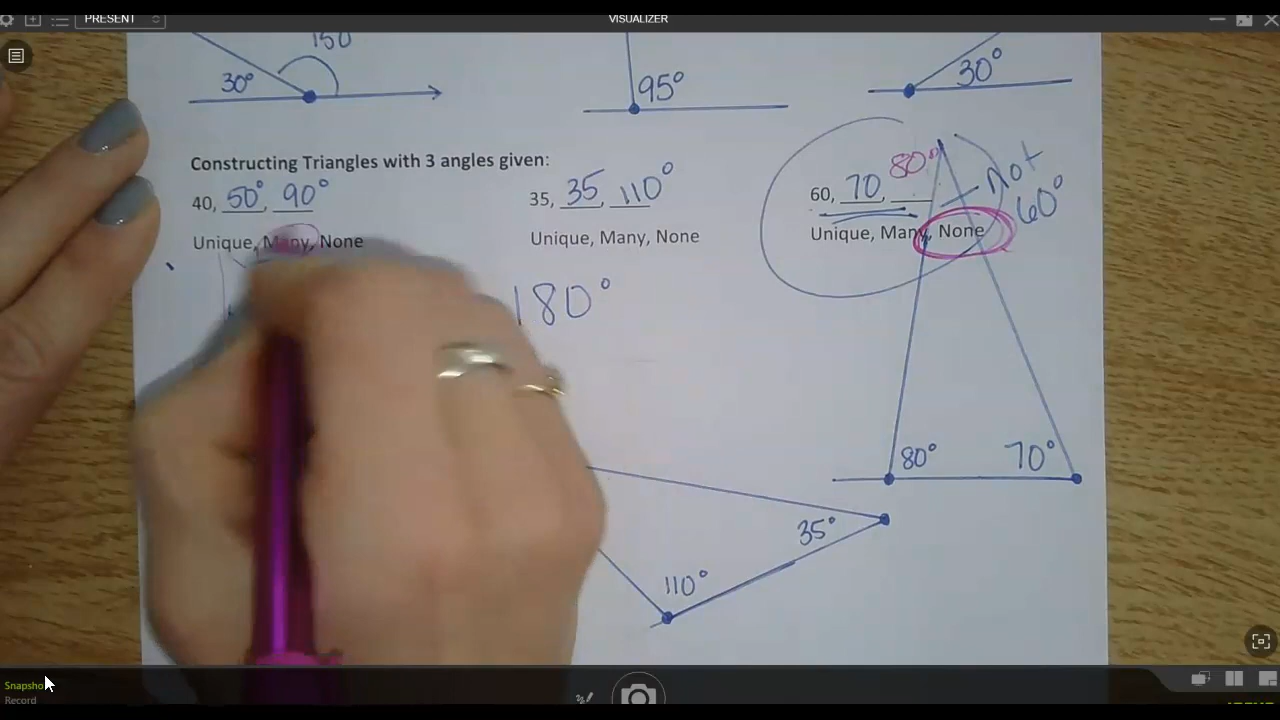 PRESENT VISUALIZER
150
30° 95° 30°
Constructing Triangles with 3 angles given:
40, 50°, 90° 35, 35, 110° 60, 70, 80° not
60°
Unique, Many, None Unique, Many, None Unique, Many, None
180°
80° 70°
35°
110°
Snapsho
Record